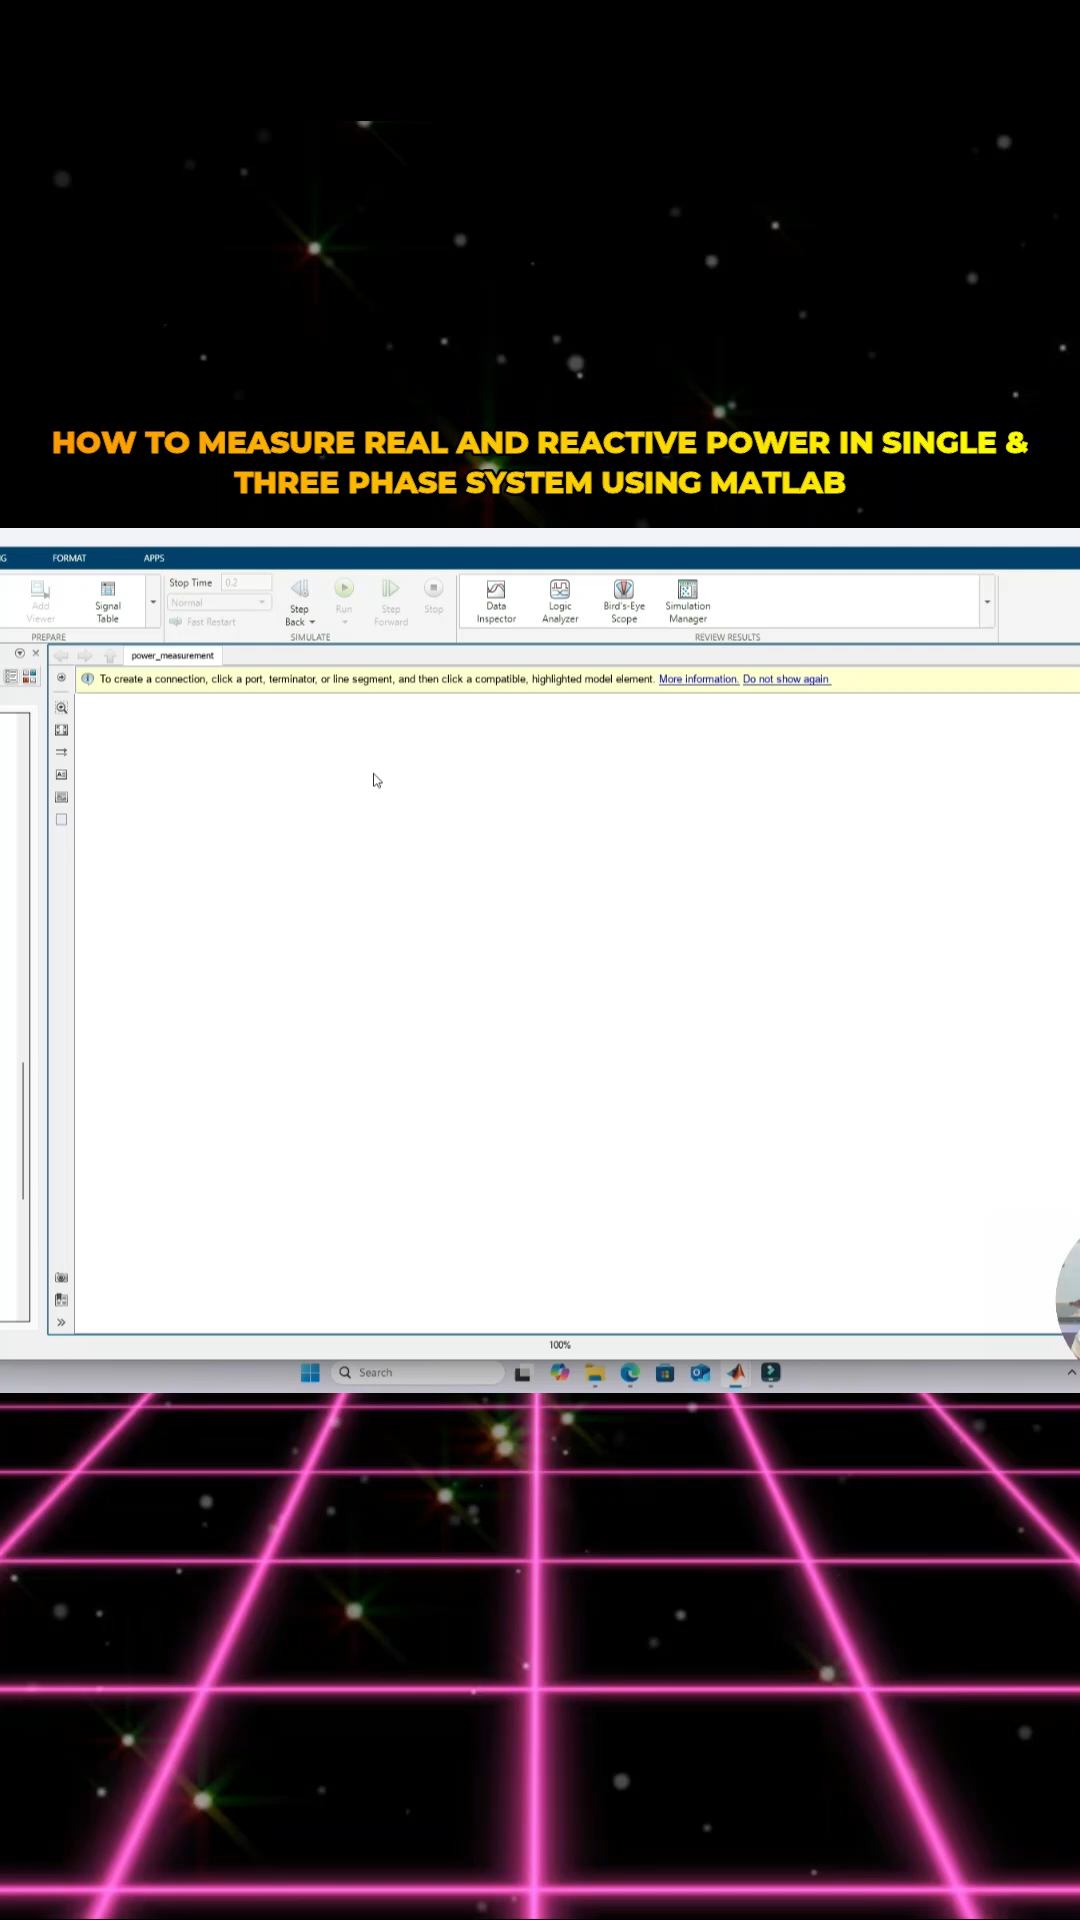 HOW TO MEASURE REAL AND REACTIVE POWER IN SINGLE &
THREE PHASE SYSTEM USING MATLAB
G FORMAT APPS
Add Viewer
Signal Table
Stop Time 0.2
Normal
Fast Restart
Step Back
Run
Step Forward
Stop
Data Inspector
Logic Analyzer
Bird's-Eye Scope
Simulation Manager
PREPARE SIMULATE REVIEW RESULTS
power_measurement
To create a connection, click a port, terminator, or line segment, and then click a compatible, highlighted model element. More information. Do not show again
100%
Search